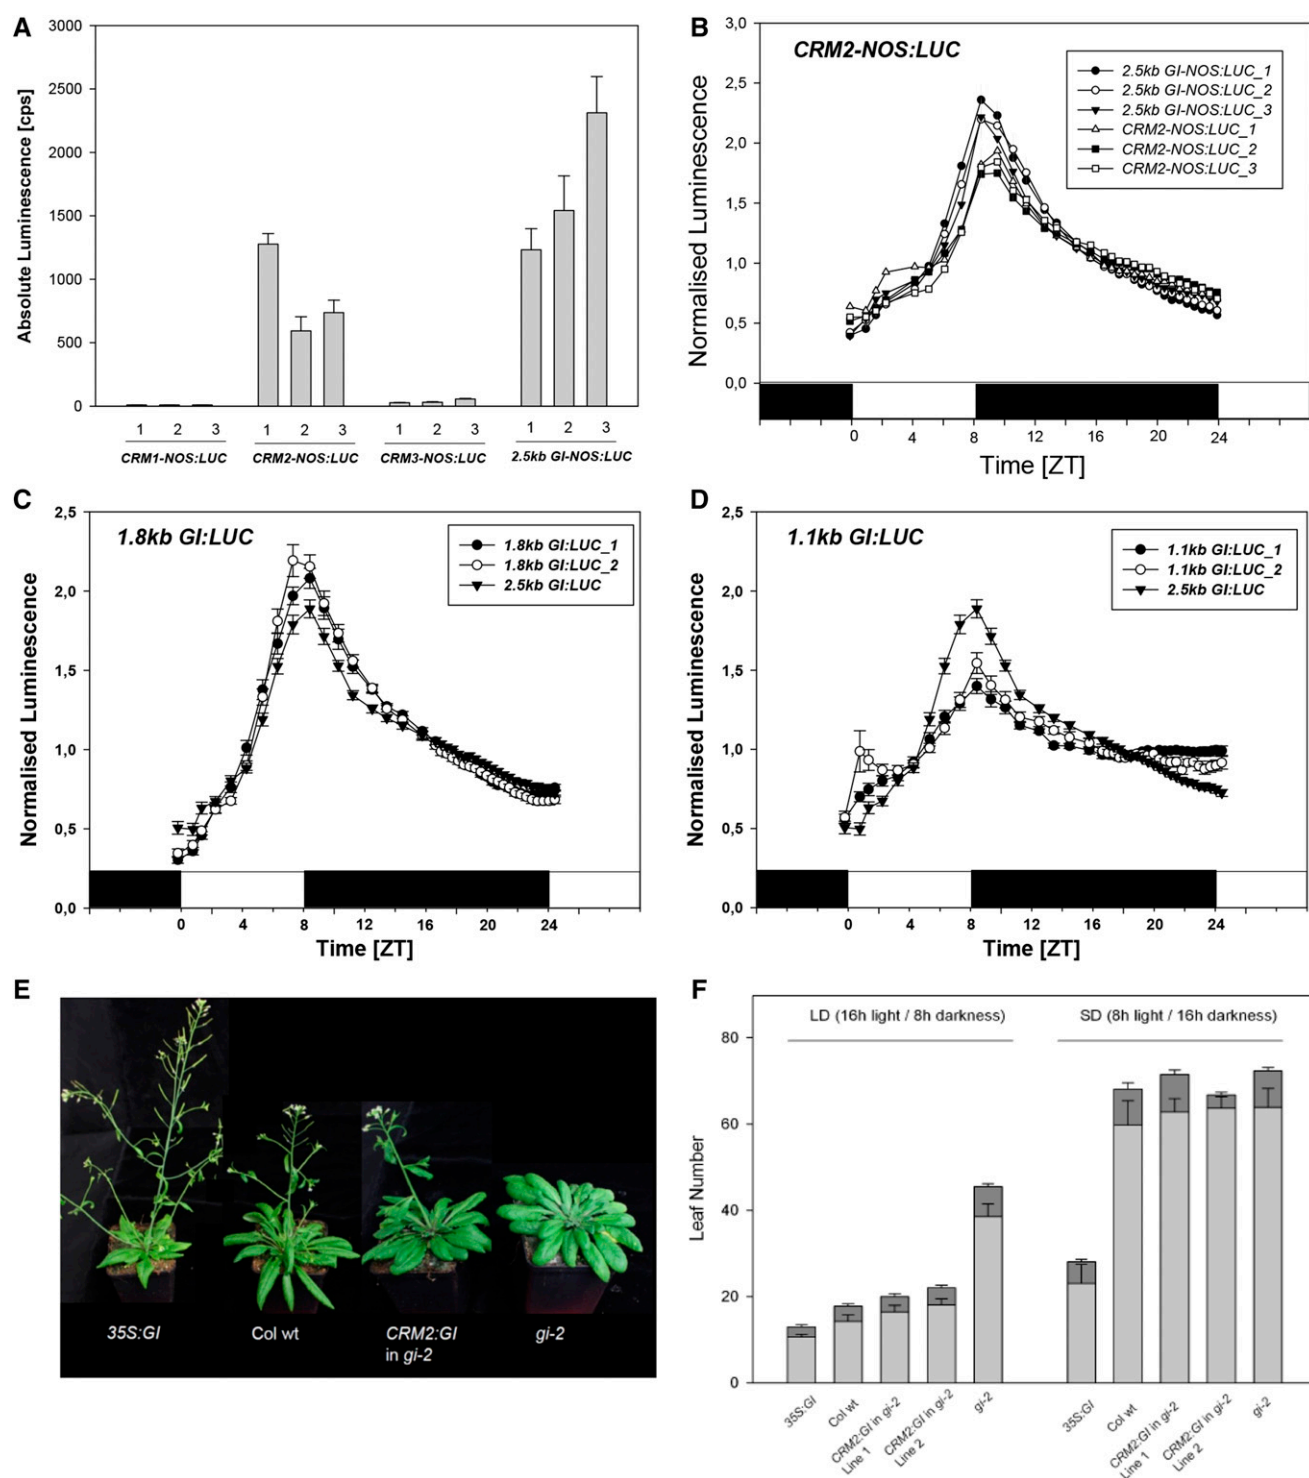 A
3000
2500
2000
1500
1000
500
0
Absolute Luminescence [cps]
1 2 3 1 2 3 1 2 3 1 2 3
CRM1-NOS:LUC CRM2-NOS:LUC CRM3-NOS:LUC 2.5kb GI-NOS:LUC
B
CRM2-NOS:LUC
2.5kb GI-NOS:LUC_1
2.5kb GI-NOS:LUC_2
2.5kb GI-NOS:LUC_3
CRM2-NOS:LUC_1
CRM2-NOS:LUC_2
CRM2-NOS:LUC_3
3,0
2,5
2,0
1,5
1,0
0,5
0,0
Normalised Luminescence
0 4 8 12 16 20 24
Time [ZT]
C
1.8kb GI:LUC
1.8kb GI:LUC_1
1.8kb GI:LUC_2
2.5kb GI:LUC
2,5
2,0
1,5
1,0
0,5
0,0
Normalised Luminescence
0 4 8 12 16 20 24
Time [ZT]
D
1.1kb GI:LUC
1.1kb GI:LUC_1
1.1kb GI:LUC_2
2.5kb GI:LUC
2,5
2,0
1,5
1,0
0,5
0,0
Normalised Luminescence
0 4 8 12 16 20 24
Time [ZT]
E
35S:GI
Col wt
CRM2:GI
in gi-2
gi-2
F
LD (16h light / 8h darkness)
SD (8h light / 16h darkness)
80
60
40
20
0
Leaf Number
35S:GI
Col wt
CRM2:GI in gi-2
Line 1
CRM2:GI in gi-2
Line 2
gi-2
35S:GI
Col wt
CRM2:GI in gi-2
Line 1
CRM2:GI in gi-2
Line 2
gi-2